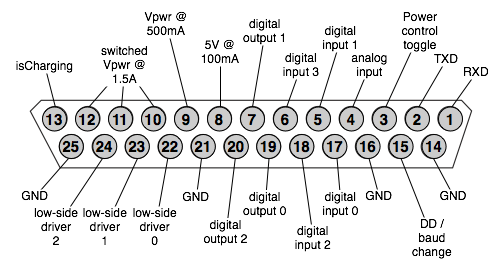 Vpwr @
500mA
digital
output 1
digital
input 1
Power
control
toggle
isCharging
switched
Vpwr @
1.5A
5V @
100mA
digital
input 3
analog
input
TXD
RXD
13 12 11 10 9 8 7 6 5 4 3 2 1
25 24 23 22 21 20 19 18 17 16 15 14
GND
low-side
driver
2
low-side
driver
1
low-side
driver
0
GND
digital
output 2
digital
output 0
digital
input 2
digital
input 0
GND
DD /
baud
change
GND